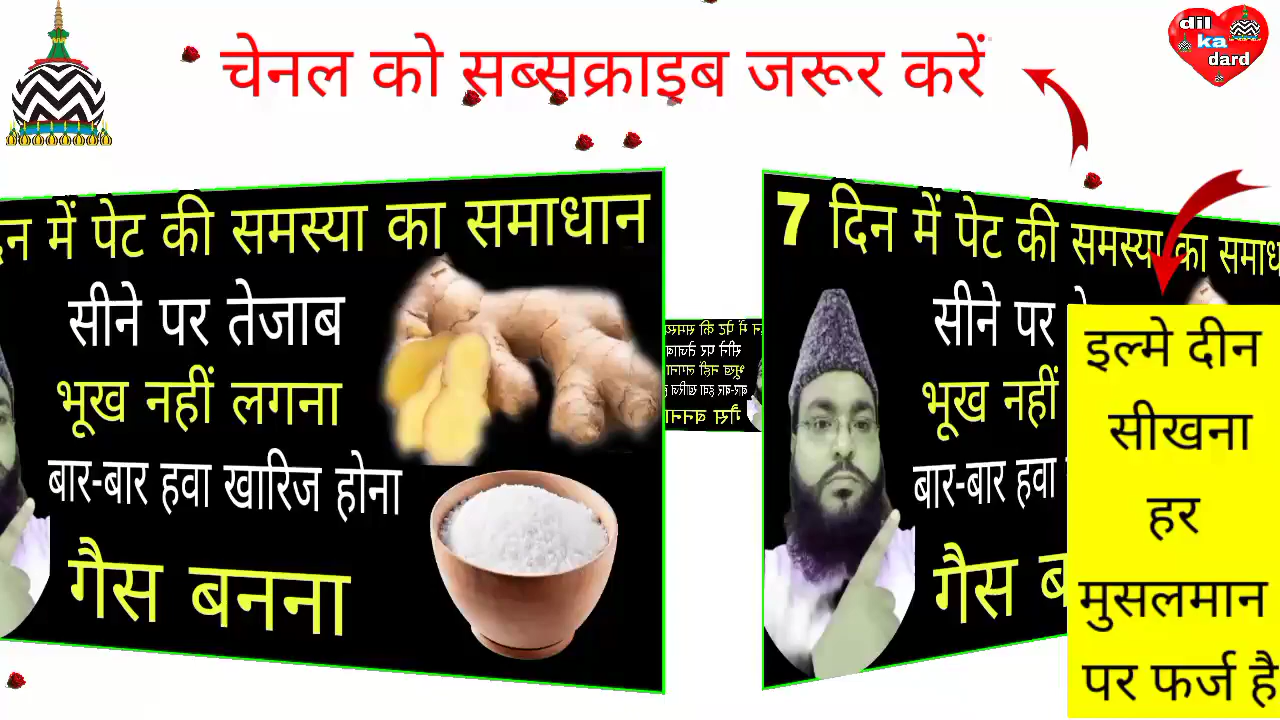 चेनल को सब्सक्राइब जरूर करें
dil
ka
dard
दिन में पेट की समस्या का समाधान
सीने पर तेजाब
भूख नहीं लगना
बार-बार हवा खारिज होना
गैस बनना
7 दिन में पेट की समस्या का
सीने पर
भूख नहीं
बार-बार हवा
गैस
इल्मे दीन
सीखना
हर
मुसलमान
पर फर्ज है